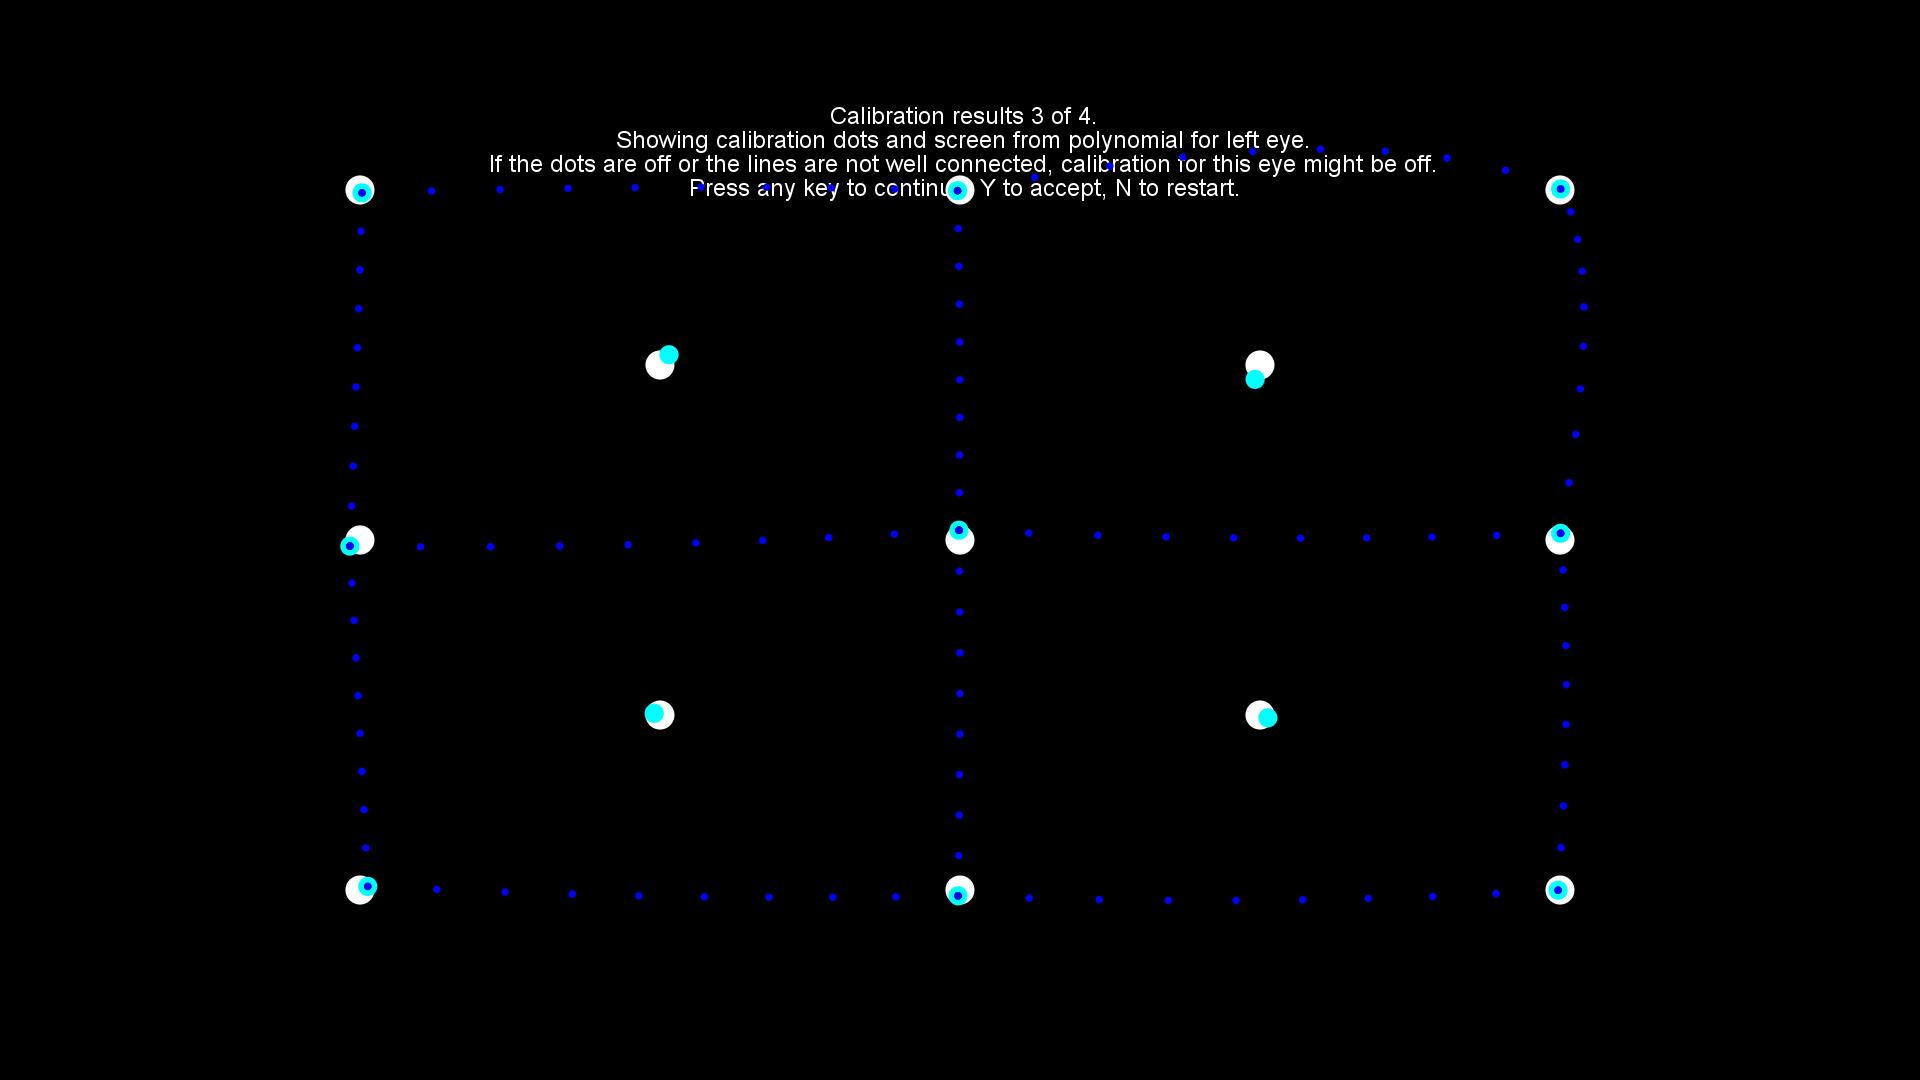 Calibration results 3 of 4.
Showing calibration dots and screen from polynomial for left eye.
If the dots are off or the lines are not well connected, calibration for this eye might be off.
Press any key to continue, Y to accept, N to restart.